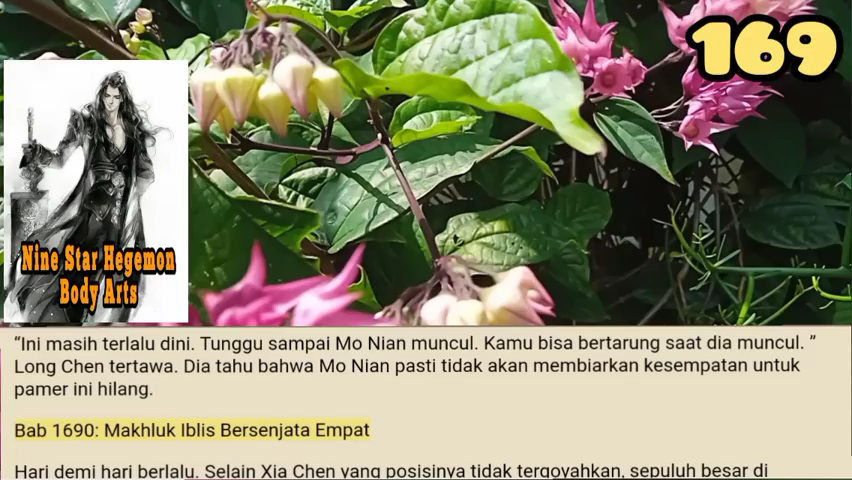 169
Nine Star Hegemon
Body Arts
“Ini masih terlalu dini. Tunggu sampai Mo Nian muncul. Kamu bisa bertarung saat dia muncul. ”
Long Chen tertawa. Dia tahu bahwa Mo Nian pasti tidak akan membiarkan kesempatan untuk
pamer ini hilang.
Bab 1690: Makhluk Iblis Bersenjata Empat
Hari demi hari berlalu. Selain Xia Chen yang posisinya tidak tergoyahkan, sepuluh besar di